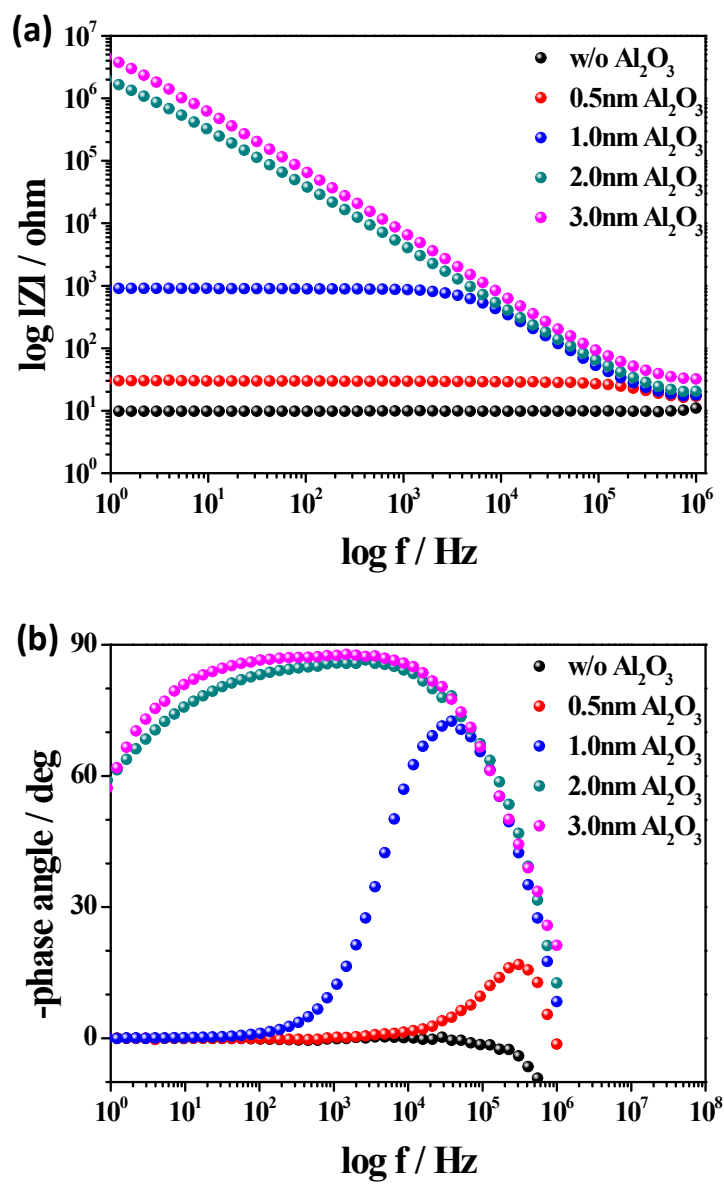 (a)
10⁷
10⁶
10⁵
10⁴
10³
10²
10¹
10⁰
log |Z| / ohm
w/o Al₂O₃
0.5nm Al₂O₃
1.0nm Al₂O₃
2.0nm Al₂O₃
3.0nm Al₂O₃
10⁰ 10¹ 10² 10³ 10⁴ 10⁵ 10⁶
log f / Hz
(b)
90
60
30
0
-phase angle / deg
w/o Al₂O₃
0.5nm Al₂O₃
1.0nm Al₂O₃
2.0nm Al₂O₃
3.0nm Al₂O₃
10⁰ 10¹ 10² 10³ 10⁴ 10⁵ 10⁶ 10⁷ 10⁸
log f / Hz